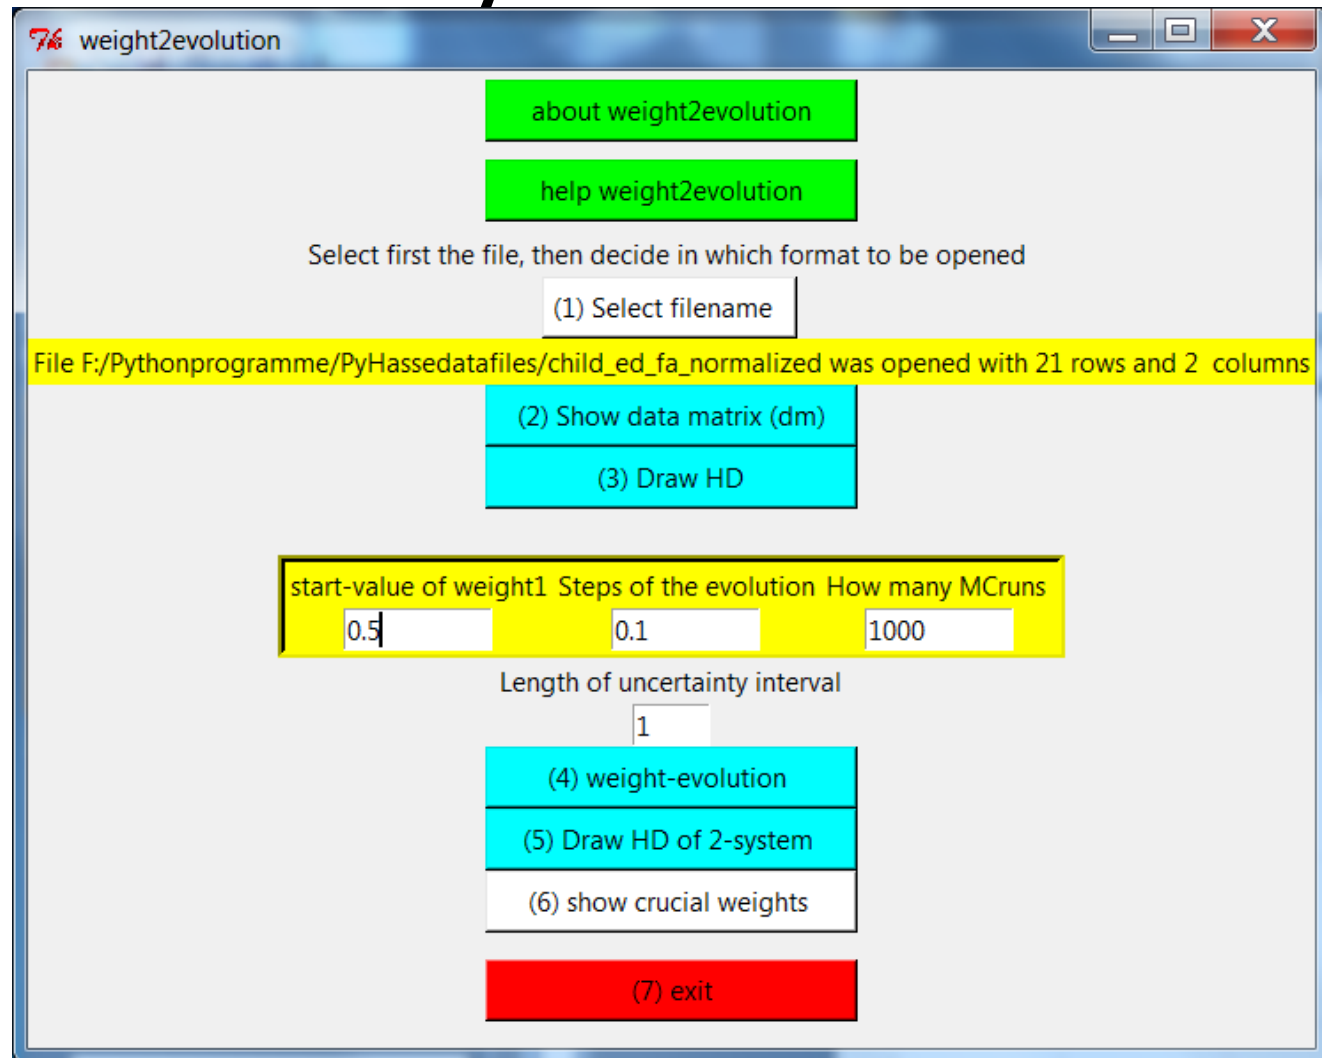 weight2evolution
about weight2evolution
help weight2evolution
Select first the file, then decide in which format to be opened
(1) Select filename
File F:/Pythonprogramme/PyHassedatafiles/child_ed_fa_normalized was opened with 21 rows and 2 columns
(2) Show data matrix (dm)
(3) Draw HD
start-value of weight1 Steps of the evolution How many MCruns
0.5 0.1 1000
Length of uncertainty interval
1
(4) weight-evolution
(5) Draw HD of 2-system
(6) show crucial weights
(7) exit